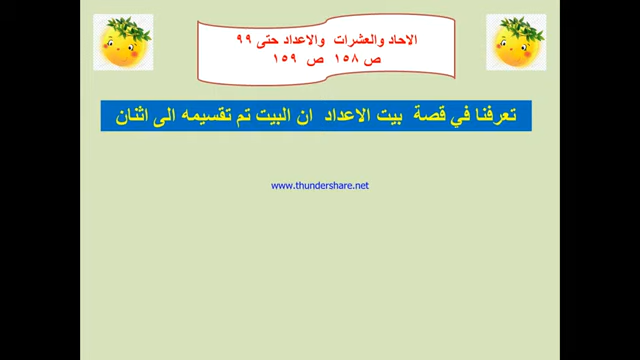 الاحاد والعشرات والاعداد حتى ٩٩
ص ١٥٨ ص ١٥٩
تعرفنا في قصة بيت الاعداد ان البيت تم تقسيمه الى اثنان
www.thundershare.net